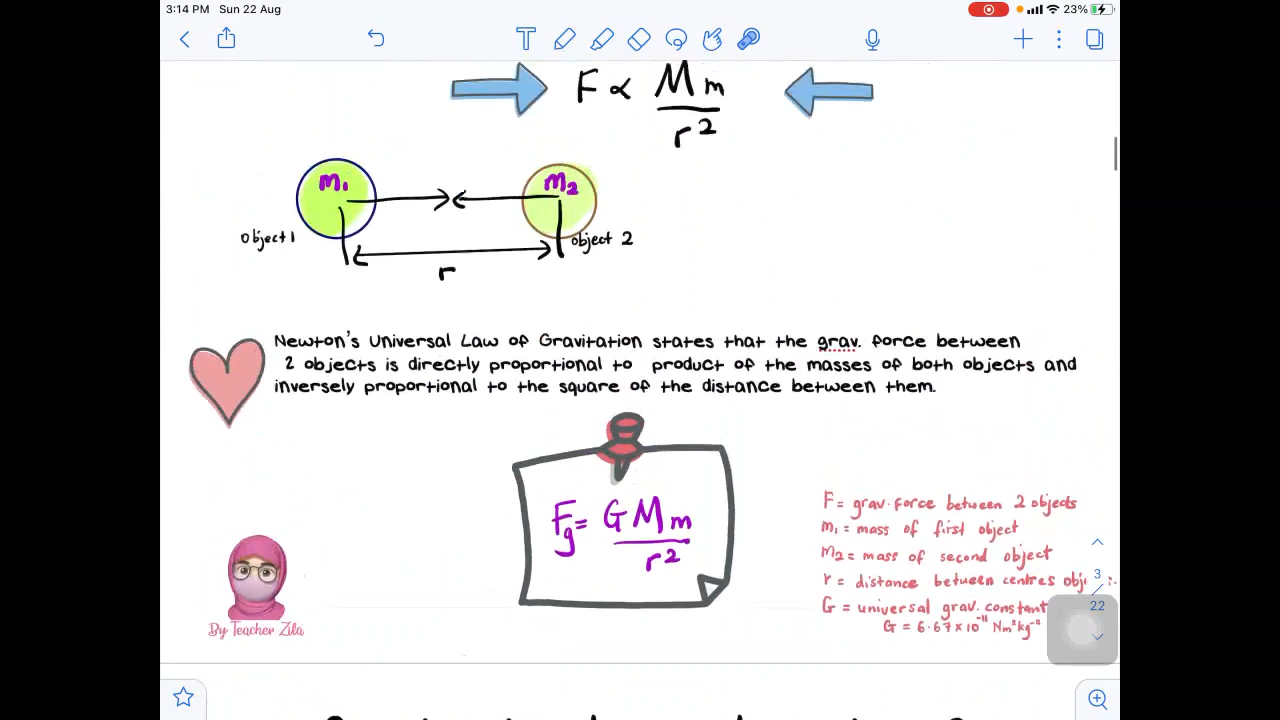 3:14 PM Sun 22 Aug
23%
F ∝ Mm
r²
m₁
m₂
object 1
object 2
r
Newton's Universal Law of Gravitation states that the grav. force between
2 objects is directly proportional to product of the masses of both objects and
inversely proportional to the square of the distance between them.
Fg = GMm
r²
F = grav. force between 2 objects
m₁ = mass of first object
m₂ = mass of second object
r = distance between centres
G = universal grav. constant
G = 6.67 × 10⁻¹¹ Nm²kg⁻²
3
22
By Teacher Zila